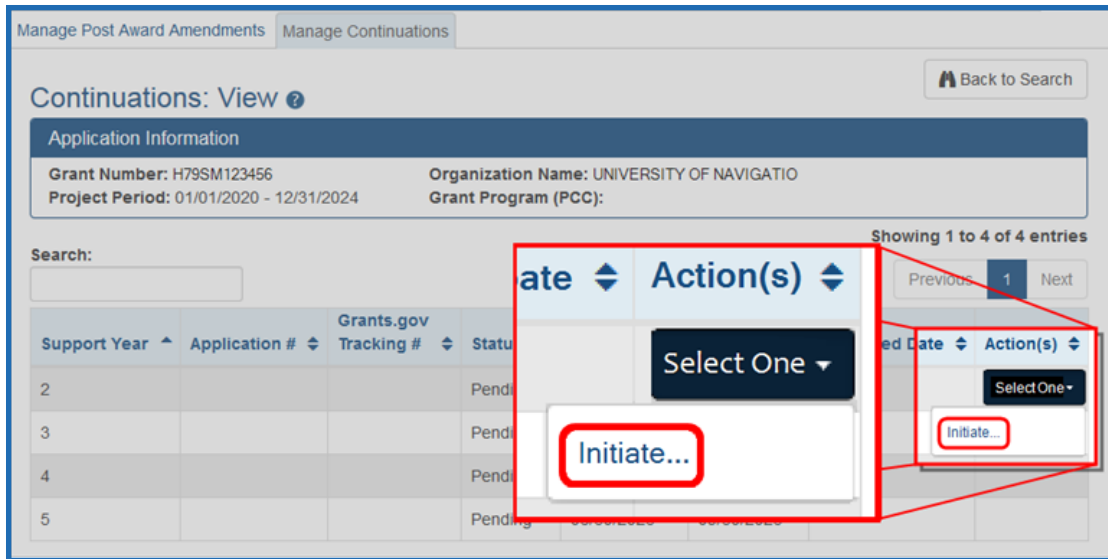 Manage Post Award Amendments Manage Continuations
Back to Search
Continuations: View ?
Application Information
Grant Number: H79SM123456 Organization Name: UNIVERSITY OF NAVIGATIO
Project Period: 01/01/2020 - 12/31/2024 Grant Program (PCC):
Showing 1 to 4 of 4 entries
Search:
Previous 1 Next
Support Year Application # Grants.gov Tracking # Statu ed Date Action(s)
2 Pendi Select One
3 Pendi Initiate...
4 Pendi
5 Pending
ate Action(s)
Select One
Initiate...